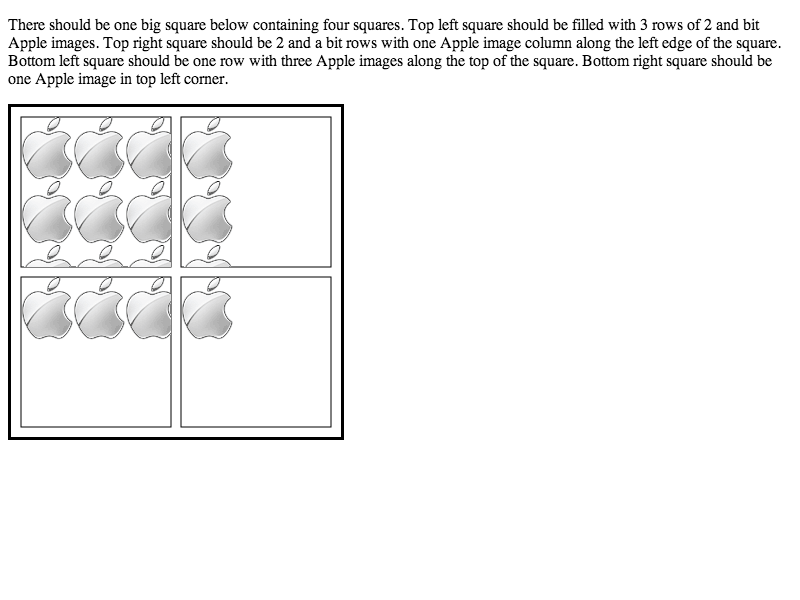 There should be one big square below containing four squares. Top left square should be filled with 3 rows of 2 and bit
Apple images. Top right square should be 2 and a bit rows with one Apple image column along the left edge of the square.
Bottom left square should be one row with three Apple images along the top of the square. Bottom right square should be
one Apple image in top left corner.